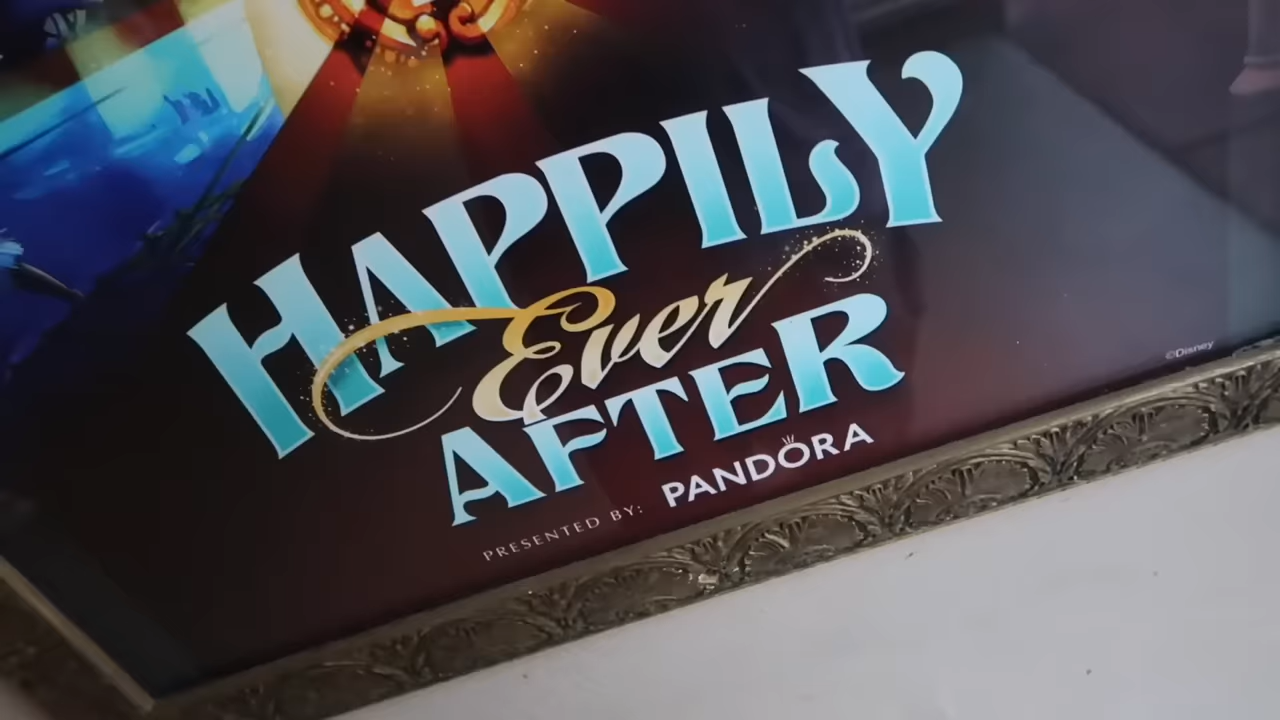 HAPPILY
Ever
AFTER
PRESENTED BY: PANDORA
©Disney